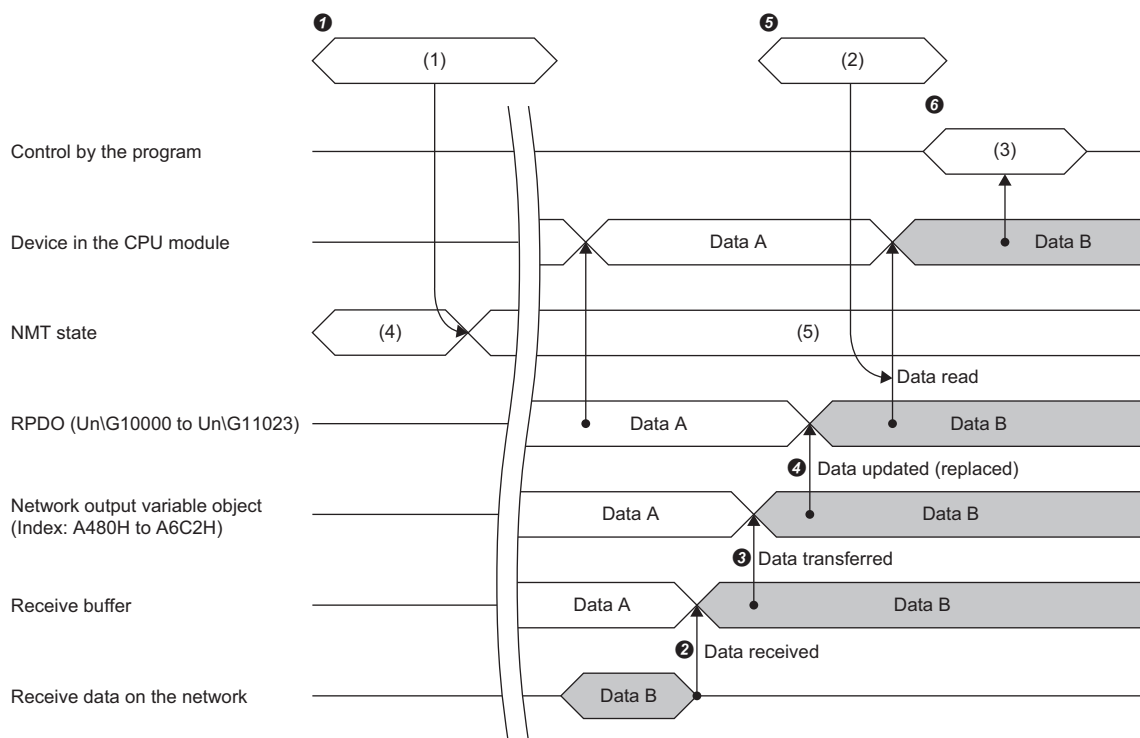 ❶
❺
(1)
(2)
❻
Control by the program
(3)
Device in the CPU module
Data A
Data B
NMT state
(4)
(5)
Data read
RPDO (Un\G10000 to Un\G11023)
Data A
Data B
❹ Data updated (replaced)
Network output variable object
(Index: A480H to A6C2H)
Data A
Data B
❸ Data transferred
Receive buffer
Data A
Data B
❷ Data received
Receive data on the network
Data B